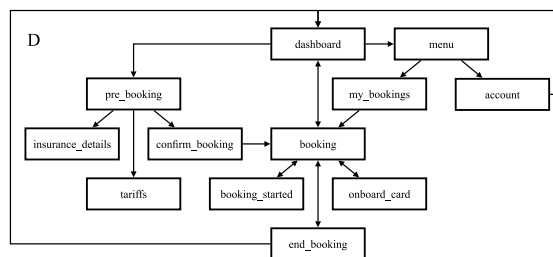 D
dashboard
menu
pre_booking
my_bookings
account
insurance_details
confirm_booking
booking
tariffs
booking_started
onboard_card
end_booking